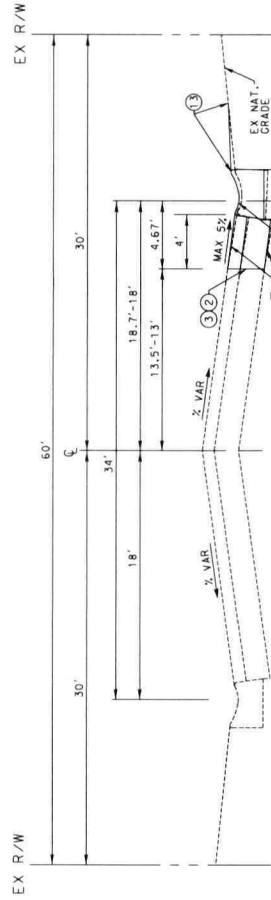 EX R/W
EX R/W
60'
30'
30'
℄
34'
18'
18.7'-18'
13.5'-13'
4.67'
4'
% VAR
% VAR
MAX 5%
3 2
13
EX NAT.
GRADE